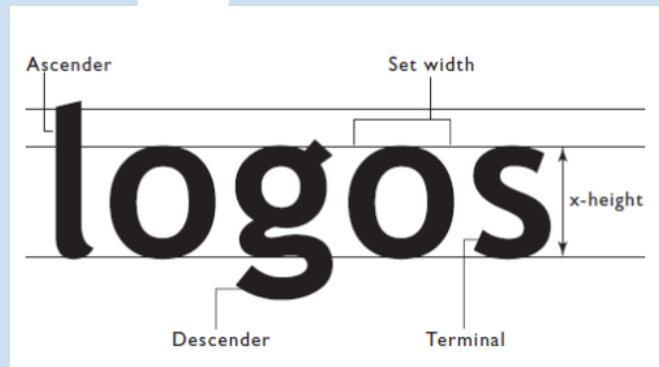 Ascender
Set width
logos
x-height
Descender
Terminal